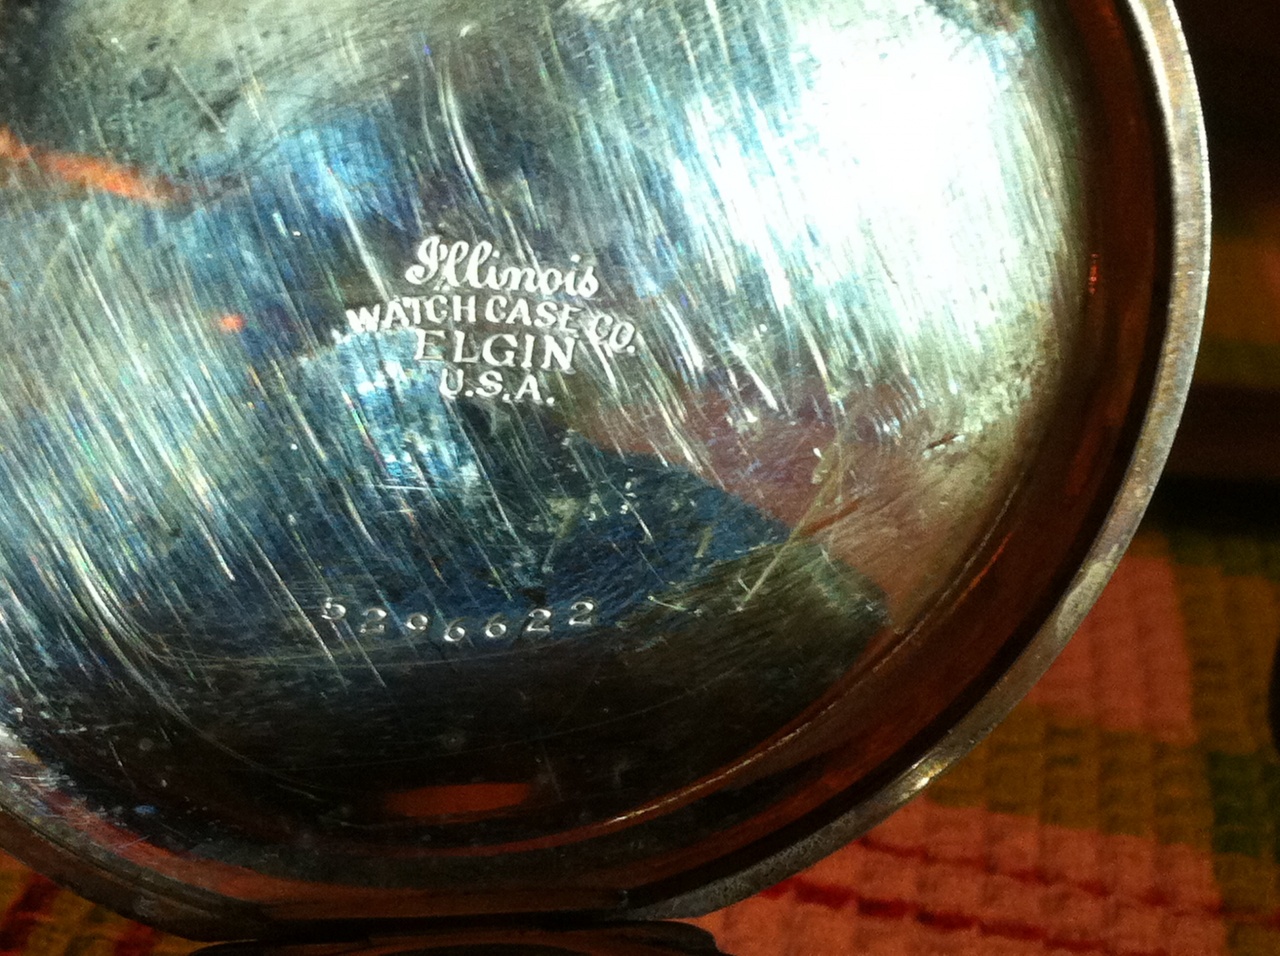 Illinois
WATCH CASE CO.
ELGIN
U.S.A.
5296622